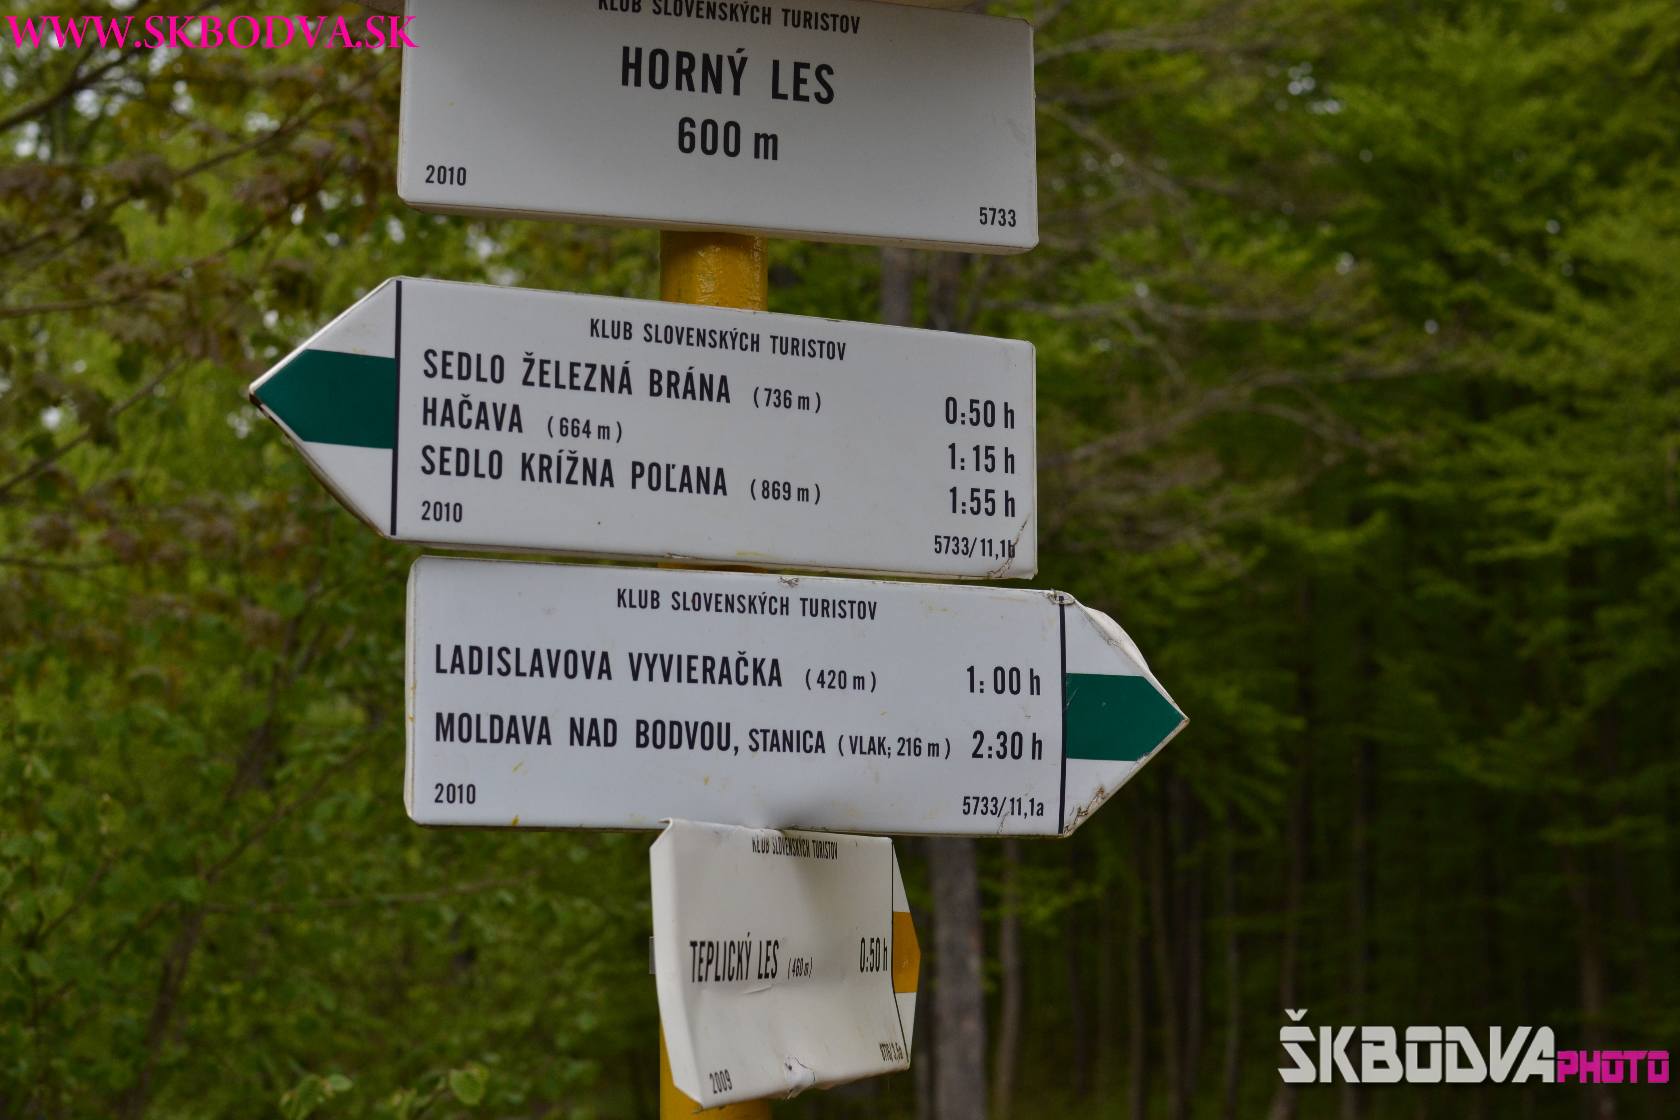 WWW.SKBODVA.SK
KLUB SLOVENSKÝCH TURISTOV
HORNÝ LES
600 m
2010
5733
KLUB SLOVENSKÝCH TURISTOV
SEDLO ŽELEZNÁ BRÁNA (736 m) 0:50 h
HAČAVA (664 m) 1:15 h
SEDLO KRÍŽNA POĽANA (869 m) 1:55 h
2010
5733/11,1b
KLUB SLOVENSKÝCH TURISTOV
LADISLAVOVA VYVIERAČKA (420 m) 1:00 h
MOLDAVA NAD BODVOU, STANICA (VLAK; 216 m) 2:30 h
2010
5733/11,1a
KLUB SLOVENSKÝCH TURISTOV
TEPLICKÝ LES (460 m) 0:50 h
2009
ŠKBODVAPHOTO